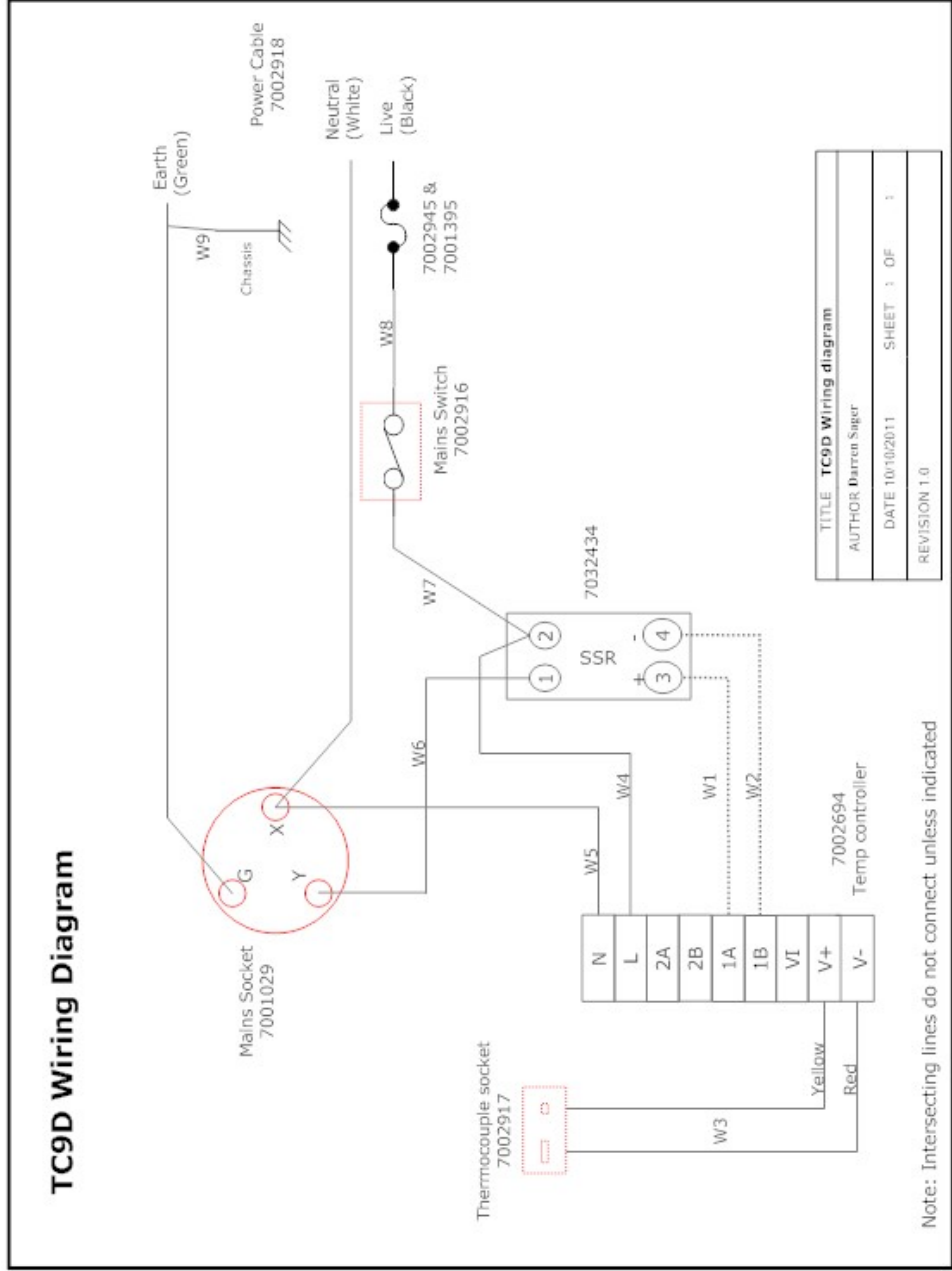 TC9D Wiring Diagram
Earth
(Green)
Power Cable
7002918
W9
Chassis
Neutral
(White)
Live
(Black)
7002945 &
7001395
W8
Mains Switch
7002916
W7
Mains Socket
7001029
G
X
Y
W6
7032434
1
2
SSR
+
-
3
4
W5
W4
W1
W2
Thermocouple socket
7002917
W3
Yellow
Red
N
L
2A
2B
1A
1B
VI
V+
V-
7002694
Temp controller
TITLE TC9D Wiring diagram
AUTHOR Darren Sager
DATE 10/10/2011 SHEET 1 OF 1
REVISION 1.0
Note: Intersecting lines do not connect unless indicated